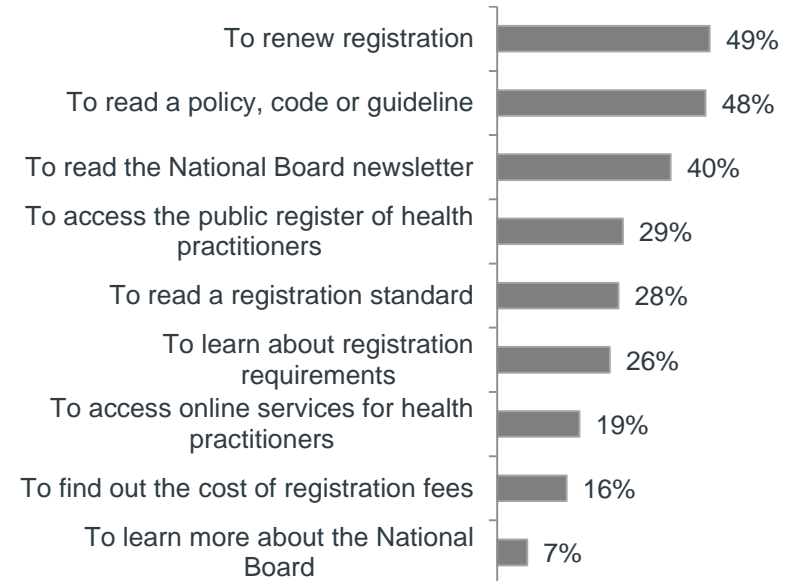 To renew registration 49%
To read a policy, code or guideline 48%
To read the National Board newsletter 40%
To access the public register of health
practitioners 29%
To read a registration standard 28%
To learn about registration
requirements 26%
To access online services for health
practitioners 19%
To find out the cost of registration fees 16%
To learn more about the National
Board 7%